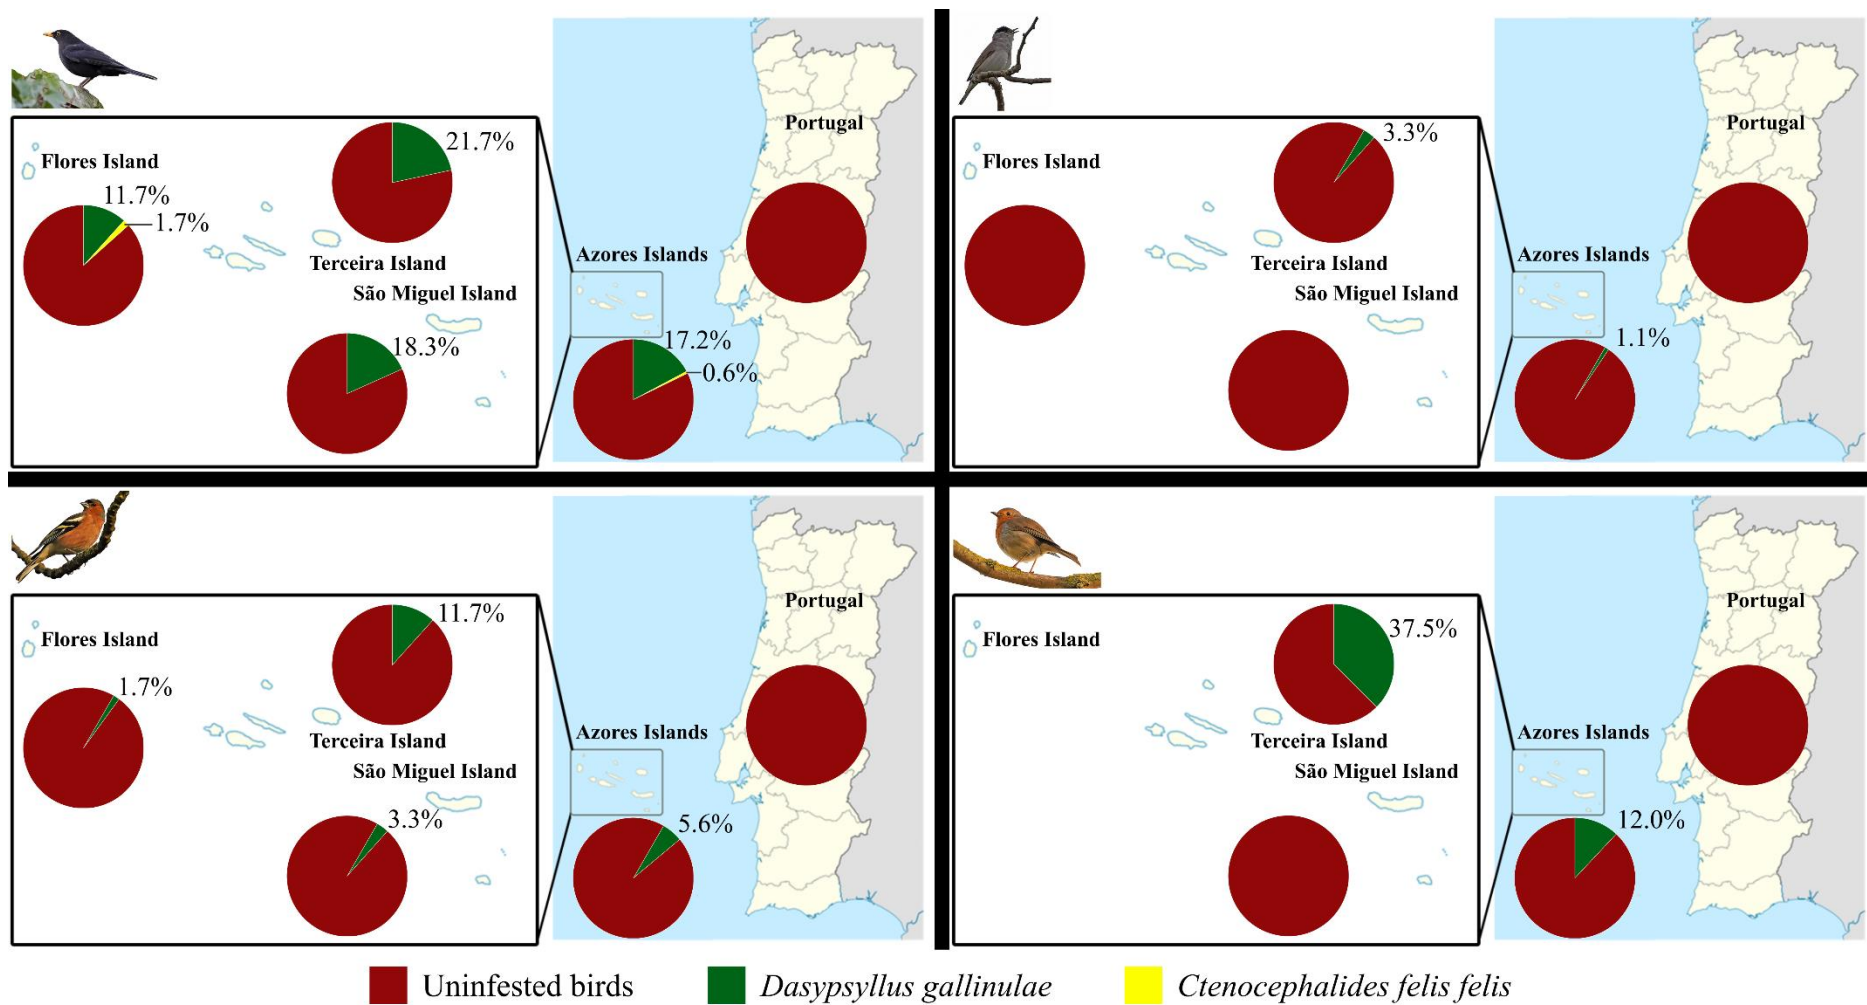 Flores Island
11.7%
1.7%
21.7%
Terceira Island
São Miguel Island
18.3%
Azores Islands
17.2%
0.6%
Portugal
Flores Island
3.3%
Terceira Island
São Miguel Island
Azores Islands
1.1%
Portugal
Flores Island
1.7%
11.7%
Terceira Island
São Miguel Island
3.3%
Azores Islands
5.6%
Portugal
Flores Island
37.5%
Terceira Island
São Miguel Island
Azores Islands
12.0%
Portugal
Uninfested birds
Dasypsyllus gallinulae
Ctenocephalides felis felis